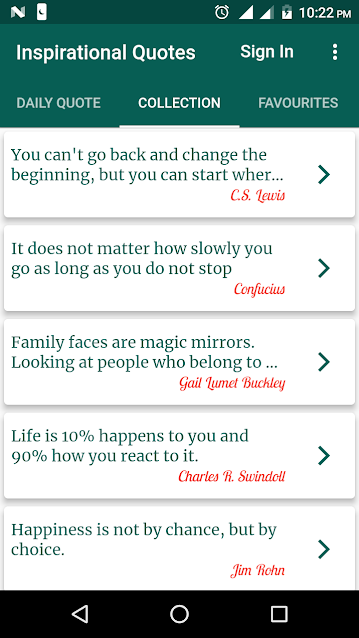 10:22 PM
Inspirational Quotes Sign In
DAILY QUOTE COLLECTION FAVOURITES
You can't go back and change the
beginning, but you can start wher...
C.S. Lewis
It does not matter how slowly you
go as long as you do not stop
Confucius
Family faces are magic mirrors.
Looking at people who belong to ...
Gail Lumet Buckley
Life is 10% happens to you and
90% how you react to it.
Charles R. Swindoll
Happiness is not by chance, but by
choice.
Jim Rohn